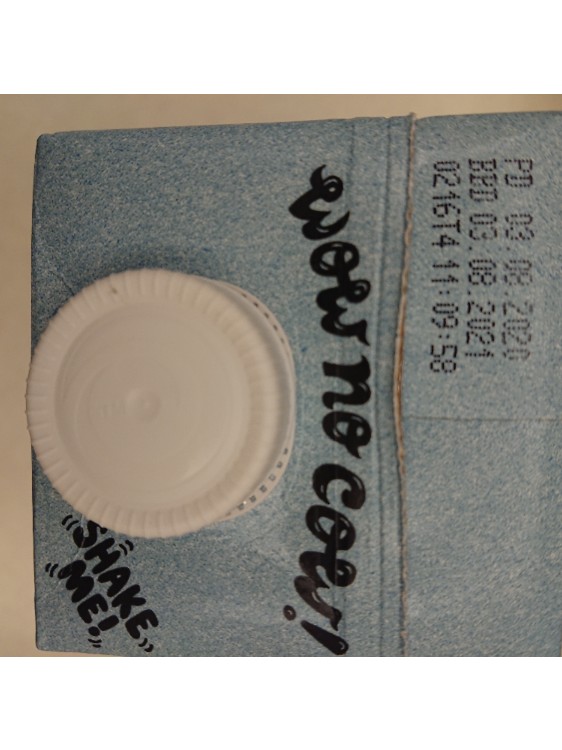 PD 03.08.2020
BBD 03.08.2021
0216T4 11:09:58
wow no cow!
SHAKE
ME!